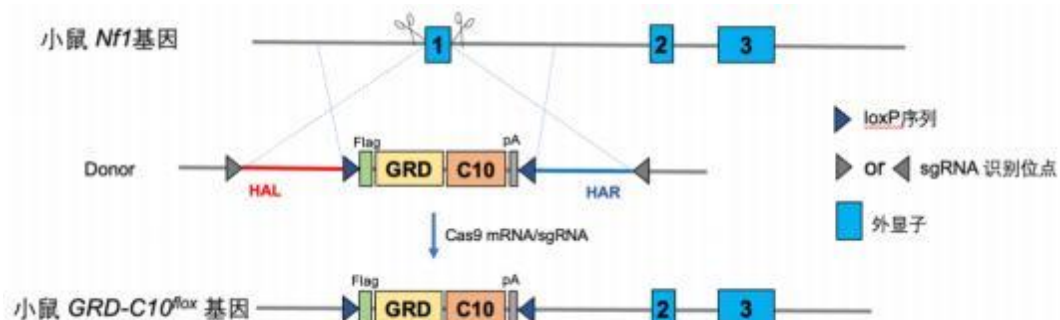 小鼠 Nf1基因
1
2
3
loxP序列
or
sgRNA 识别位点
外显子
Donor
Flag
GRD
C10
pA
HAL
HAR
Cas9 mRNA/sgRNA
小鼠 GRD-C10flox 基因
Flag
GRD
C10
pA
2
3